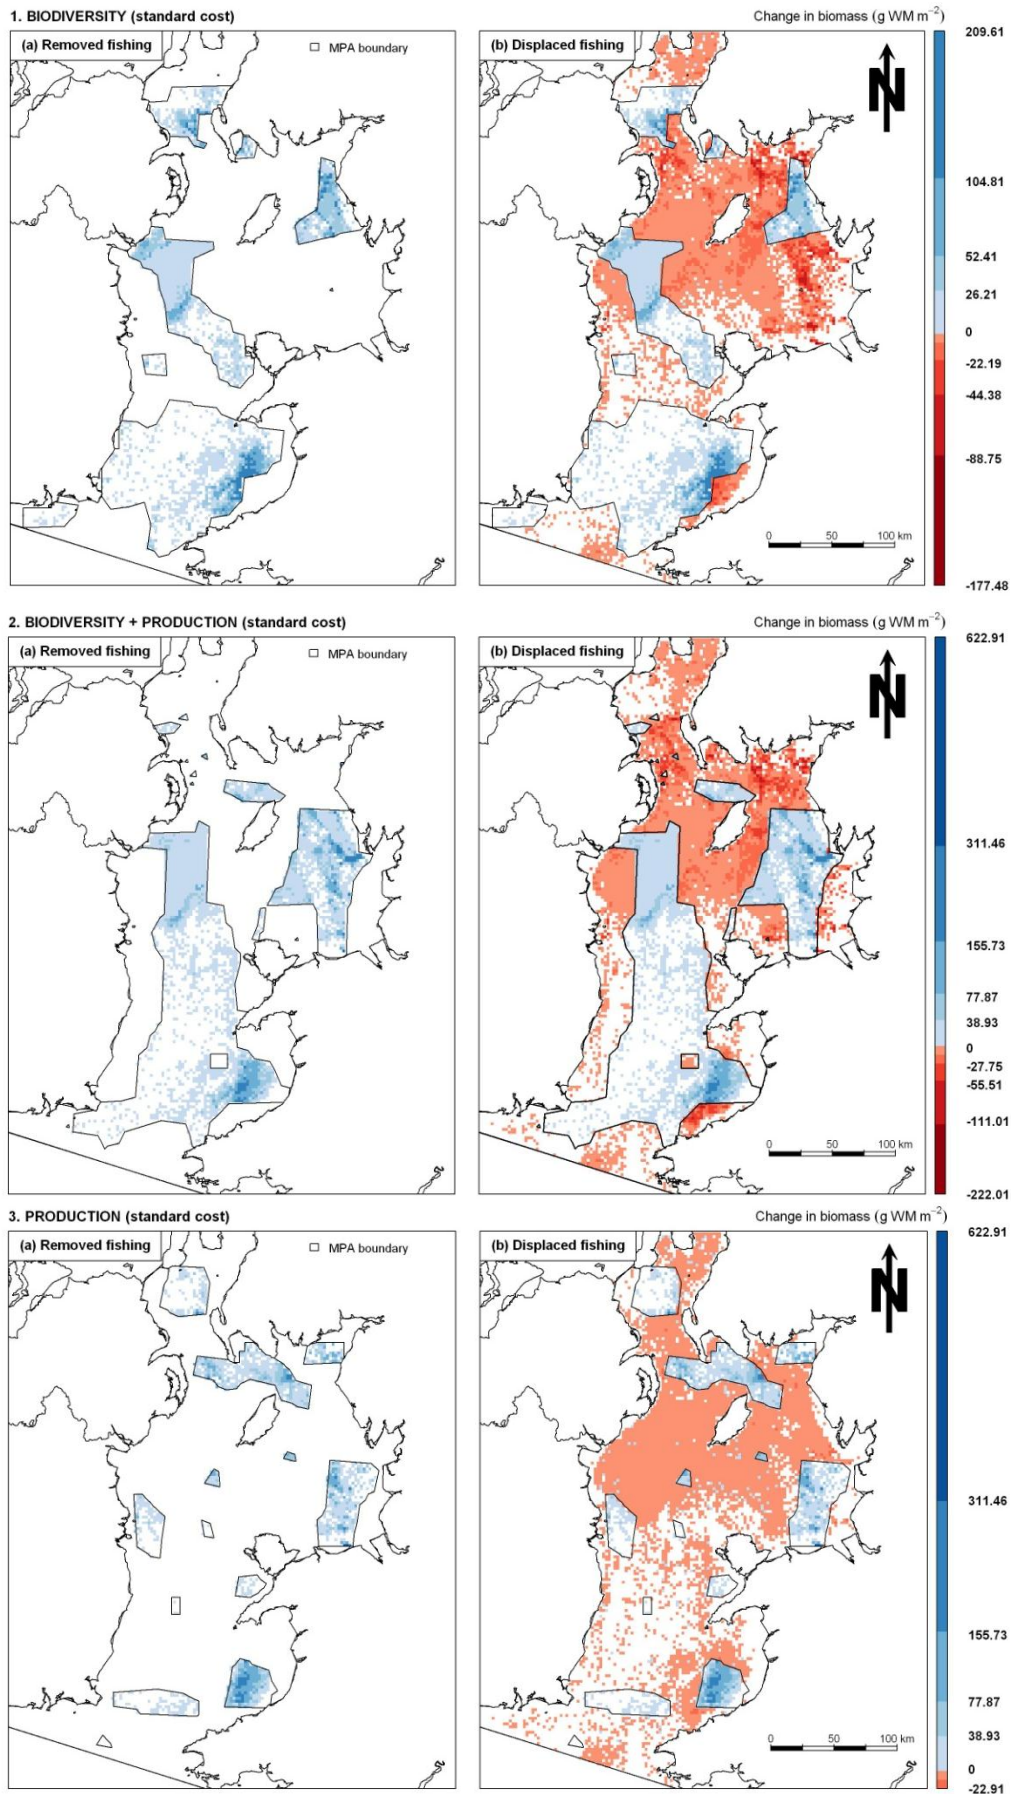 1. BIODIVERSITY (standard cost)
Change in biomass (g WM m−2)
(a) Removed fishing
MPA boundary
(b) Displaced fishing
N
209.61
104.81
52.41
26.21
0
-22.19
-44.38
-88.75
-177.48
0 50 100 km
2. BIODIVERSITY + PRODUCTION (standard cost)
Change in biomass (g WM m−2)
(a) Removed fishing
MPA boundary
(b) Displaced fishing
N
622.91
311.46
155.73
77.87
38.93
0
-27.75
-55.51
-111.01
-222.01
0 50 100 km
3. PRODUCTION (standard cost)
Change in biomass (g WM m−2)
(a) Removed fishing
MPA boundary
(b) Displaced fishing
N
622.91
311.46
155.73
77.87
38.93
0
-22.91
0 50 100 km